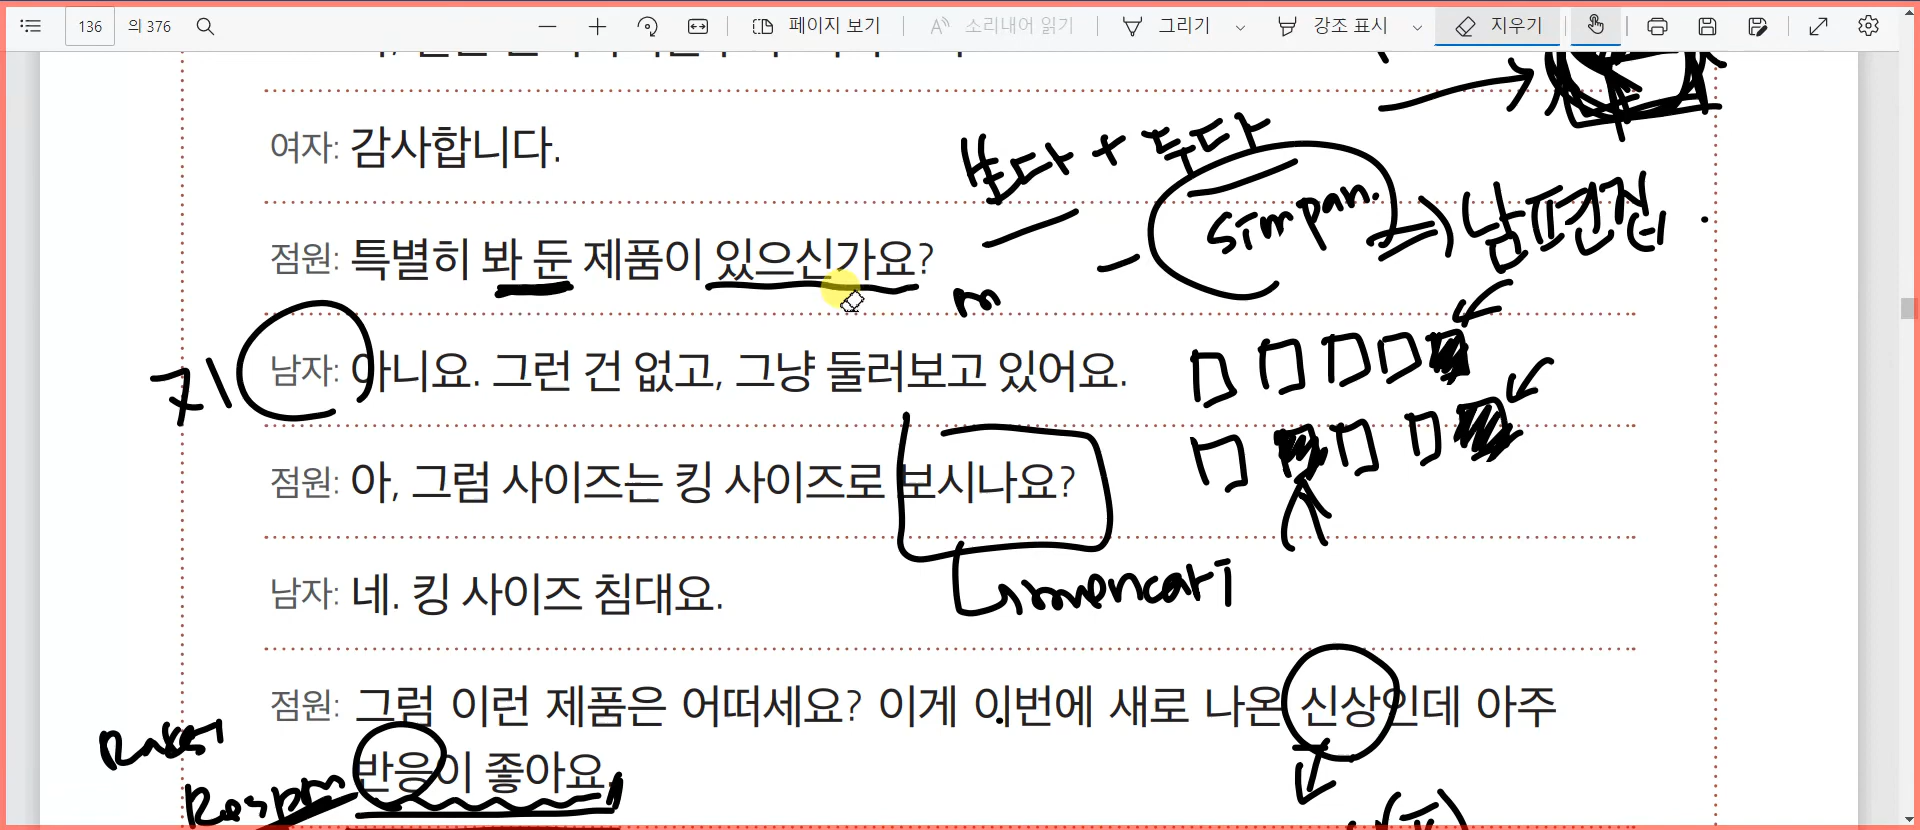 136 의 376 페이지 보기 소리내어 읽기 그리기 강조 표시 지우기
여자: 감사합니다.
보다 + 두다
simpan.
남편집
점원: 특별히 봐 둔 제품이 있으신가요?
남자: 아니요. 그런 건 없고, 그냥 둘러보고 있어요.
점원: 아, 그럼 사이즈는 킹 사이즈로 보시나요?
mencari
남자: 네. 킹 사이즈 침대요.
점원: 그럼 이런 제품은 어떠세요? 이게 이번에 새로 나온 신상인데 아주
반응이 좋아요.